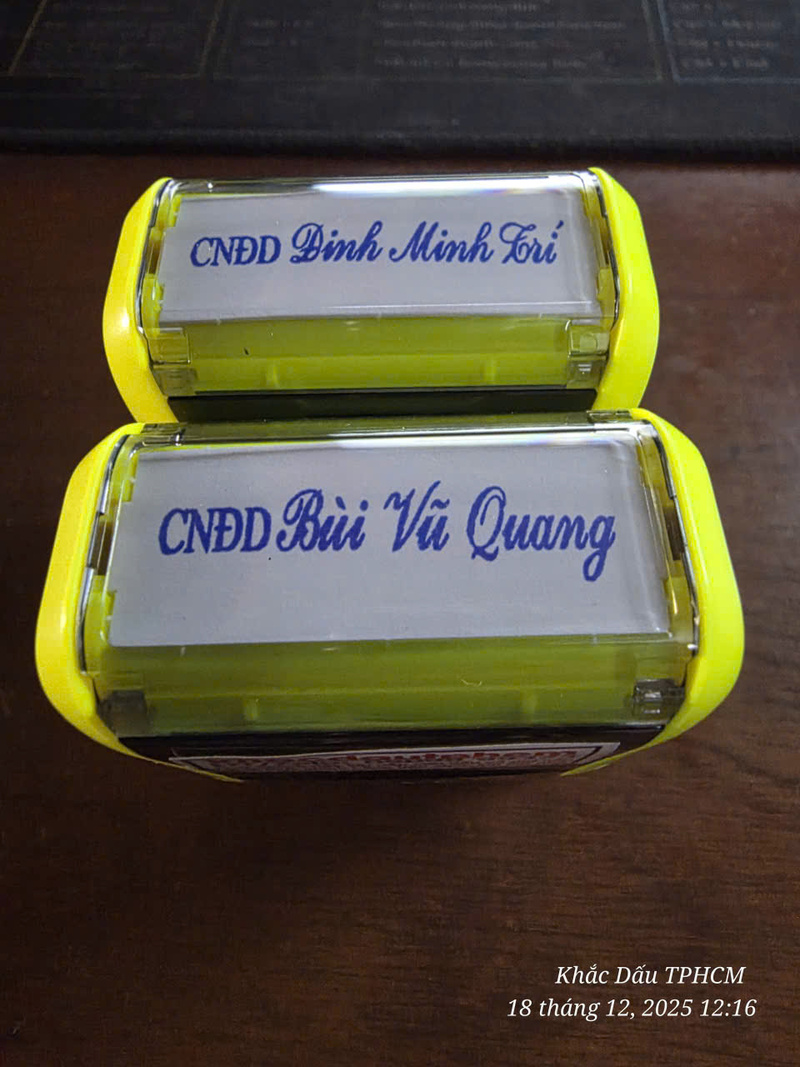 CNĐD Đinh Minh Trí
CNĐD Bùi Vũ Quang
Khắc Dấu TPHCM
18 tháng 12, 2025 12:16